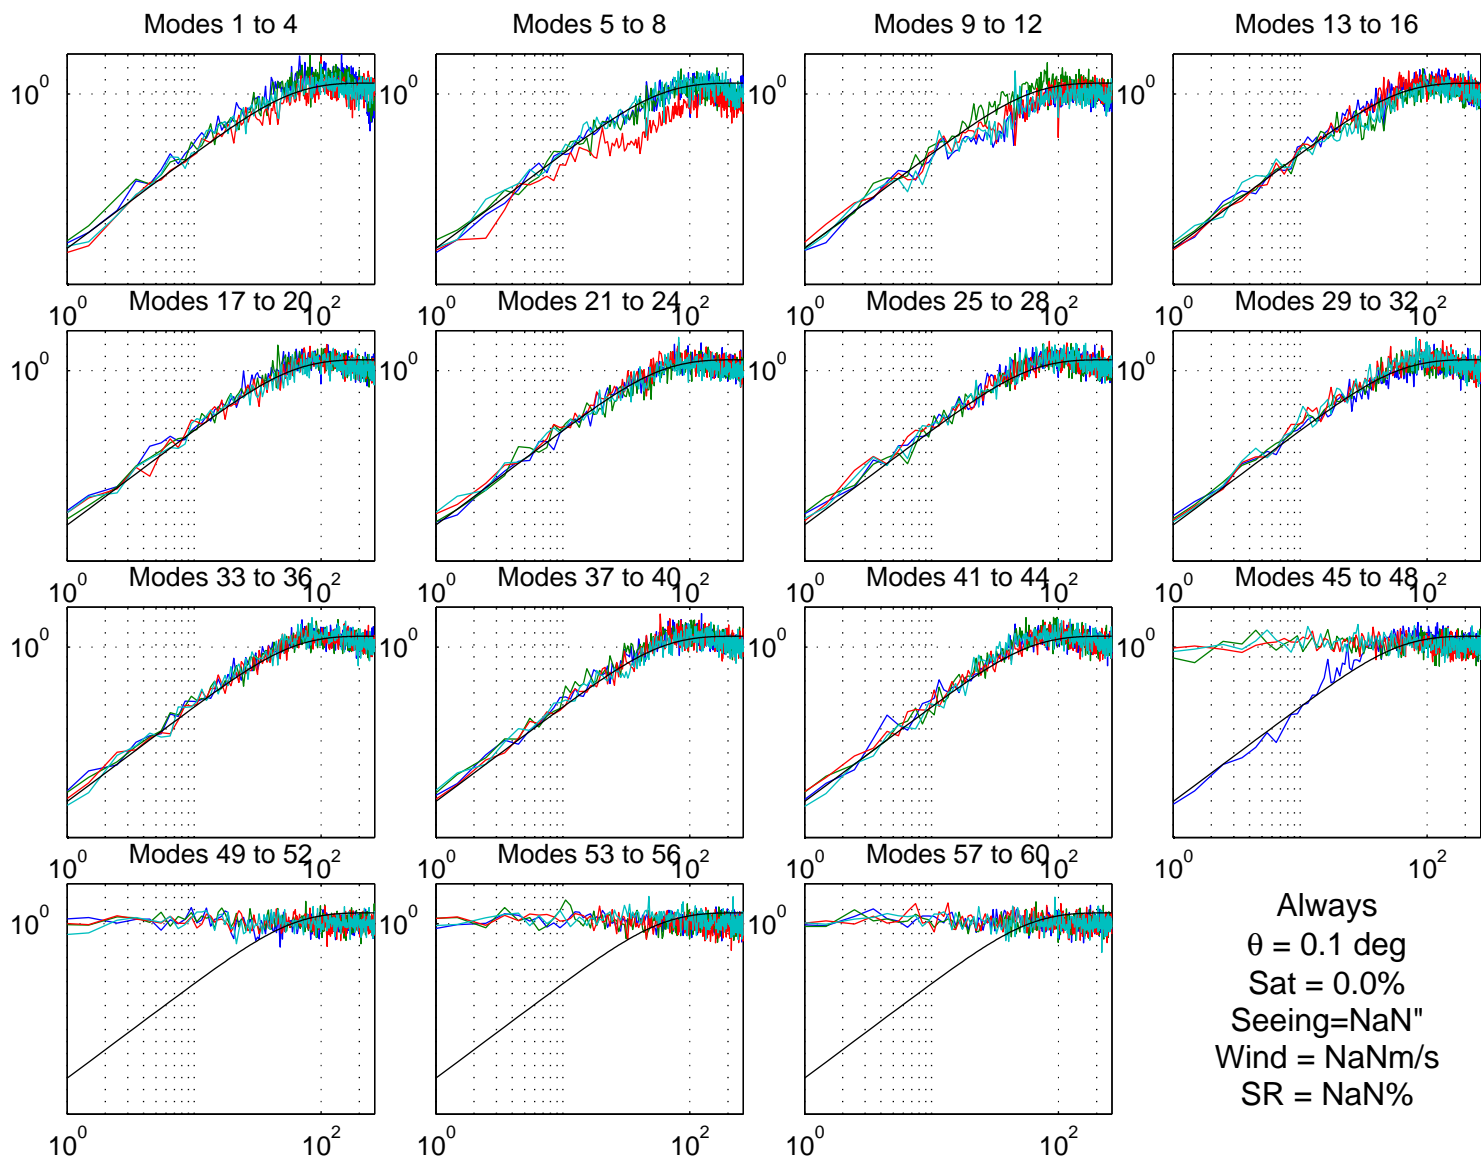 Modes 1 to 4
Modes 5 to 8
Modes 9 to 12
Modes 13 to 16
10^0
10^0
10^0
10^0
10^0 Modes 17 to 20 10^2
10^0 Modes 21 to 24 10^2
10^0 Modes 25 to 28 10^2
10^0 Modes 29 to 32 10^2
10^0
10^0
10^0
10^0
10^0 Modes 33 to 36 10^2
10^0 Modes 37 to 40 10^2
10^0 Modes 41 to 44 10^2
10^0 Modes 45 to 48 10^2
10^0
10^0
10^0
10^0
10^0 Modes 49 to 52 10^2
10^0 Modes 53 to 56 10^2
10^0 Modes 57 to 60 10^2
10^0 10^2
10^0
10^0
10^0
Always
θ = 0.1 deg
Sat = 0.0%
Seeing=NaN"
Wind = NaNm/s
SR = NaN%
10^0 10^2
10^0 10^2
10^0 10^2